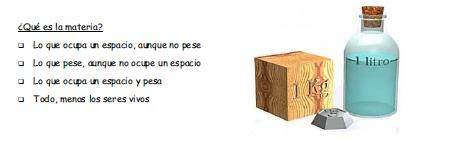 ¿Qué es la materia?
Lo que ocupa un espacio, aunque no pese
Lo que pese, aunque no ocupe un espacio
Lo que ocupa un espacio y pesa
Todo, menos los seres vivos
1 litro
1 Kg